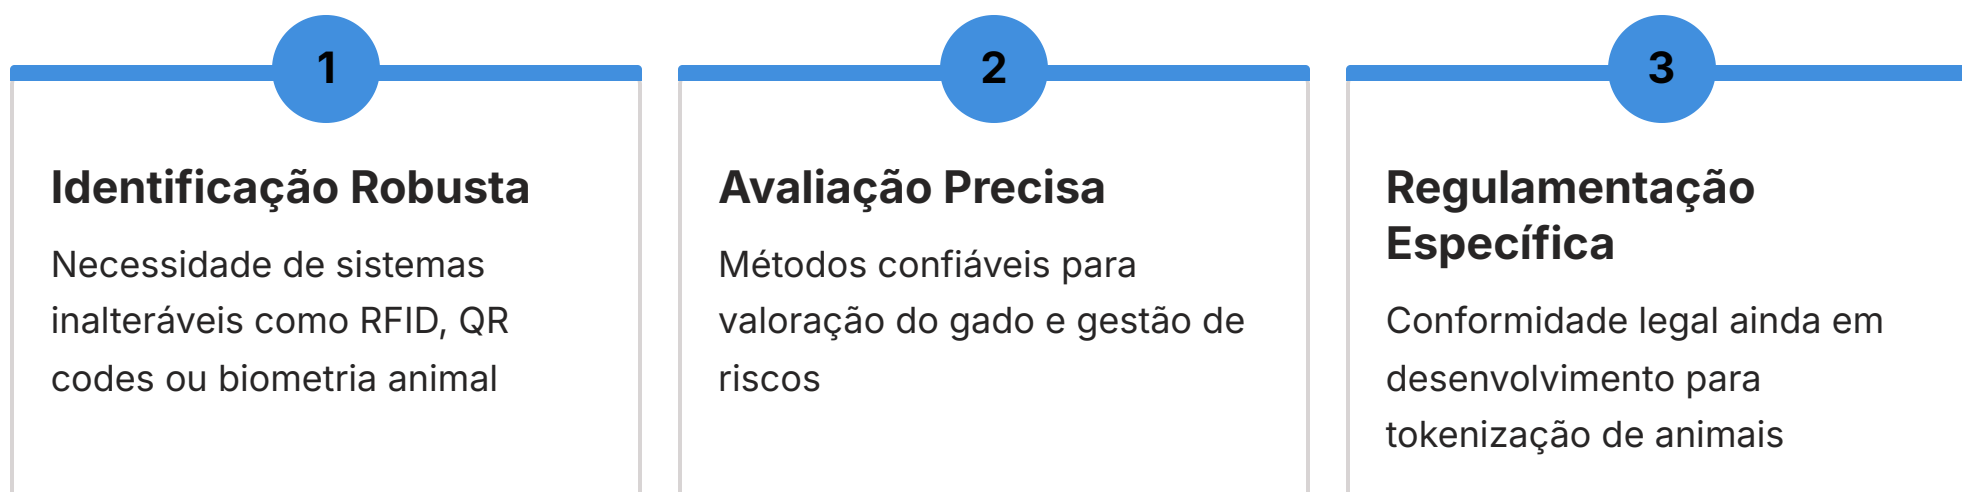 1
Identificação Robusta
Necessidade de sistemas
inalteráveis como RFID, QR
codes ou biometria animal
2
Avaliação Precisa
Métodos confiáveis para
valoração do gado e gestão de
riscos
3
Regulamentação
Específica
Conformidade legal ainda em
desenvolvimento para
tokenização de animais